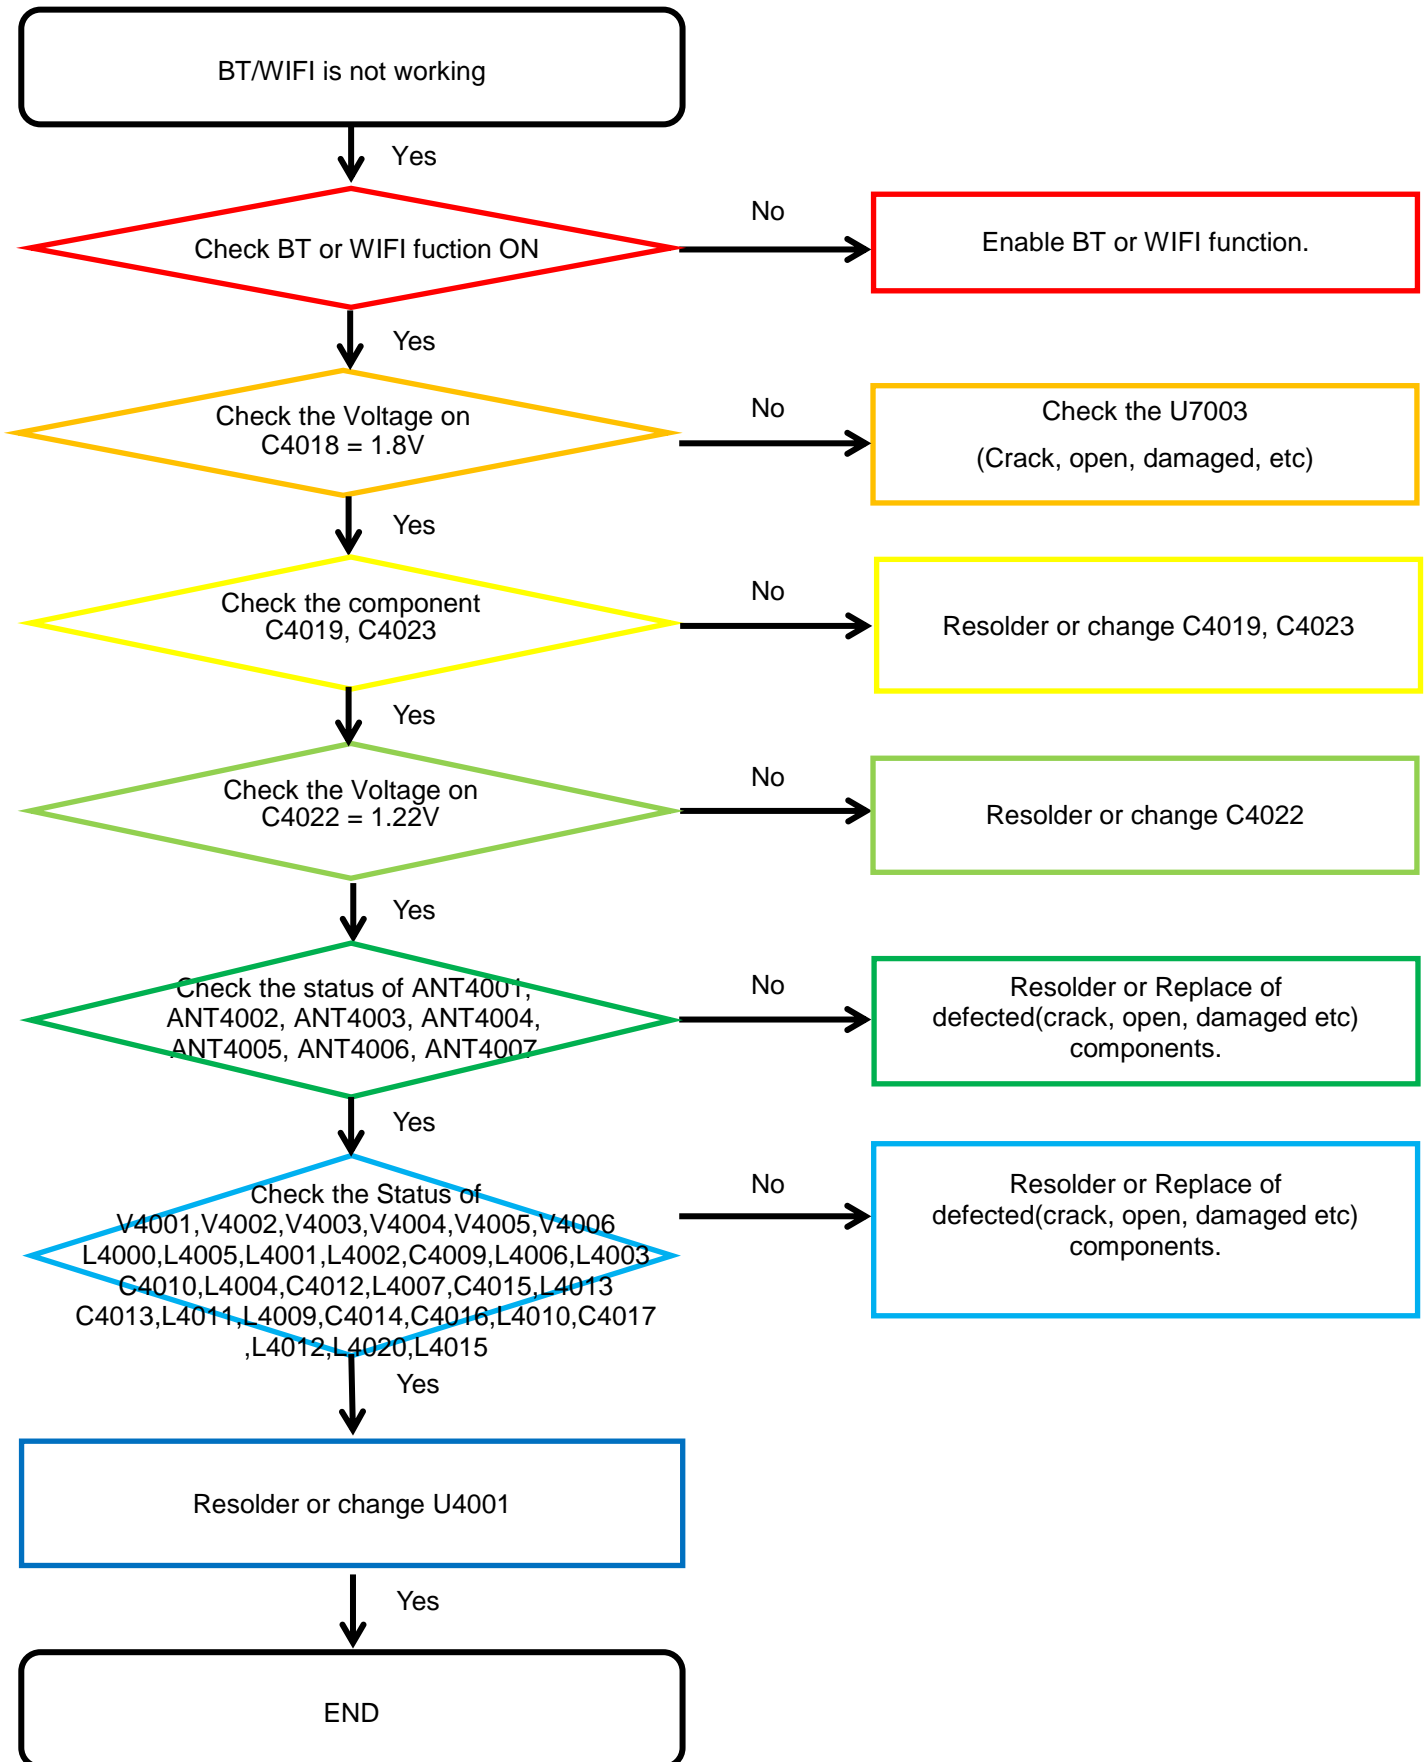 BT/WIFI is not working
Yes
Check BT or WIFI fuction ON
No
Enable BT or WIFI function.
Yes
Check the Voltage on
C4018 = 1.8V
No
Check the U7003
(Crack, open, damaged, etc)
Yes
Check the component
C4019, C4023
No
Resolder or change C4019, C4023
Yes
Check the Voltage on
C4022 = 1.22V
No
Resolder or change C4022
Yes
Check the status of ANT4001,
ANT4002, ANT4003, ANT4004,
ANT4005, ANT4006, ANT4007
No
Resolder or Replace of
defected(crack, open, damaged etc)
components.
Yes
Check the Status of
V4001,V4002,V4003,V4004,V4005,V4006
L4000,L4005,L4001,L4002,C4009,L4006,L4003
C4010,L4004,C4012,L4007,C4015,L4013
C4013,L4011,L4009,C4014,C4016,L4010,C4017
,L4012,L4020,L4015
No
Resolder or Replace of
defected(crack, open, damaged etc)
components.
Yes
Resolder or change U4001
Yes
END